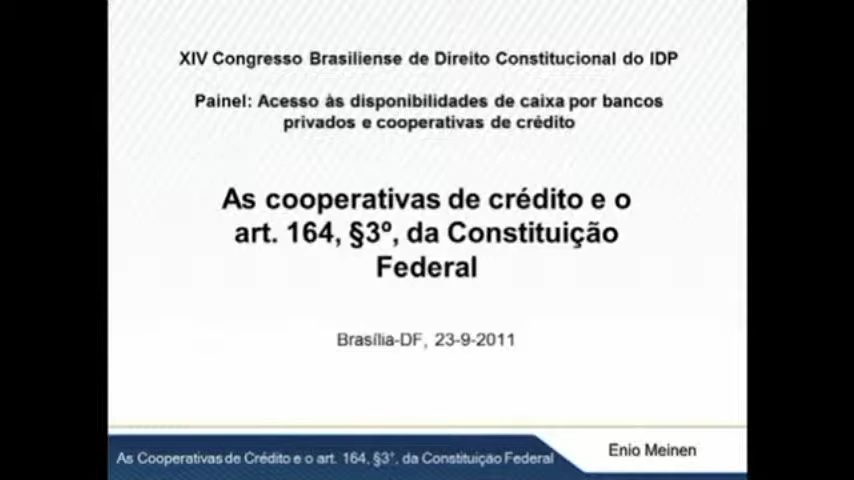 XIV Congresso Brasiliense de Direito Constitucional do IDP
Painel: Acesso às disponibilidades de caixa por bancos
privados e cooperativas de crédito
As cooperativas de crédito e o
art. 164, §3º, da Constituição
Federal
Brasília-DF, 23-9-2011
As Cooperativas de Crédito e o art. 164, §3°, da Constituição Federal
Enio Meinen